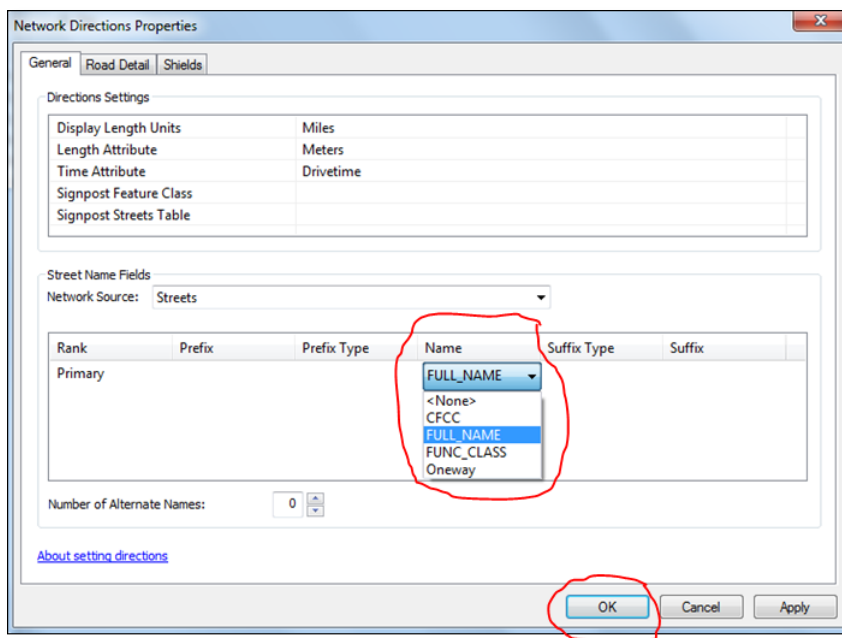 Network Directions Properties
General Road Detail Shields
Directions Settings
Display Length Units Miles
Length Attribute Meters
Time Attribute Drivetime
Signpost Feature Class
Signpost Streets Table
Street Name Fields
Network Source: Streets
Rank Prefix Prefix Type Name Suffix Type Suffix
Primary FULL_NAME
<None>
CFCC
FULL_NAME
FUNC_CLASS
Oneway
Number of Alternate Names: 0
About setting directions
OK Cancel Apply